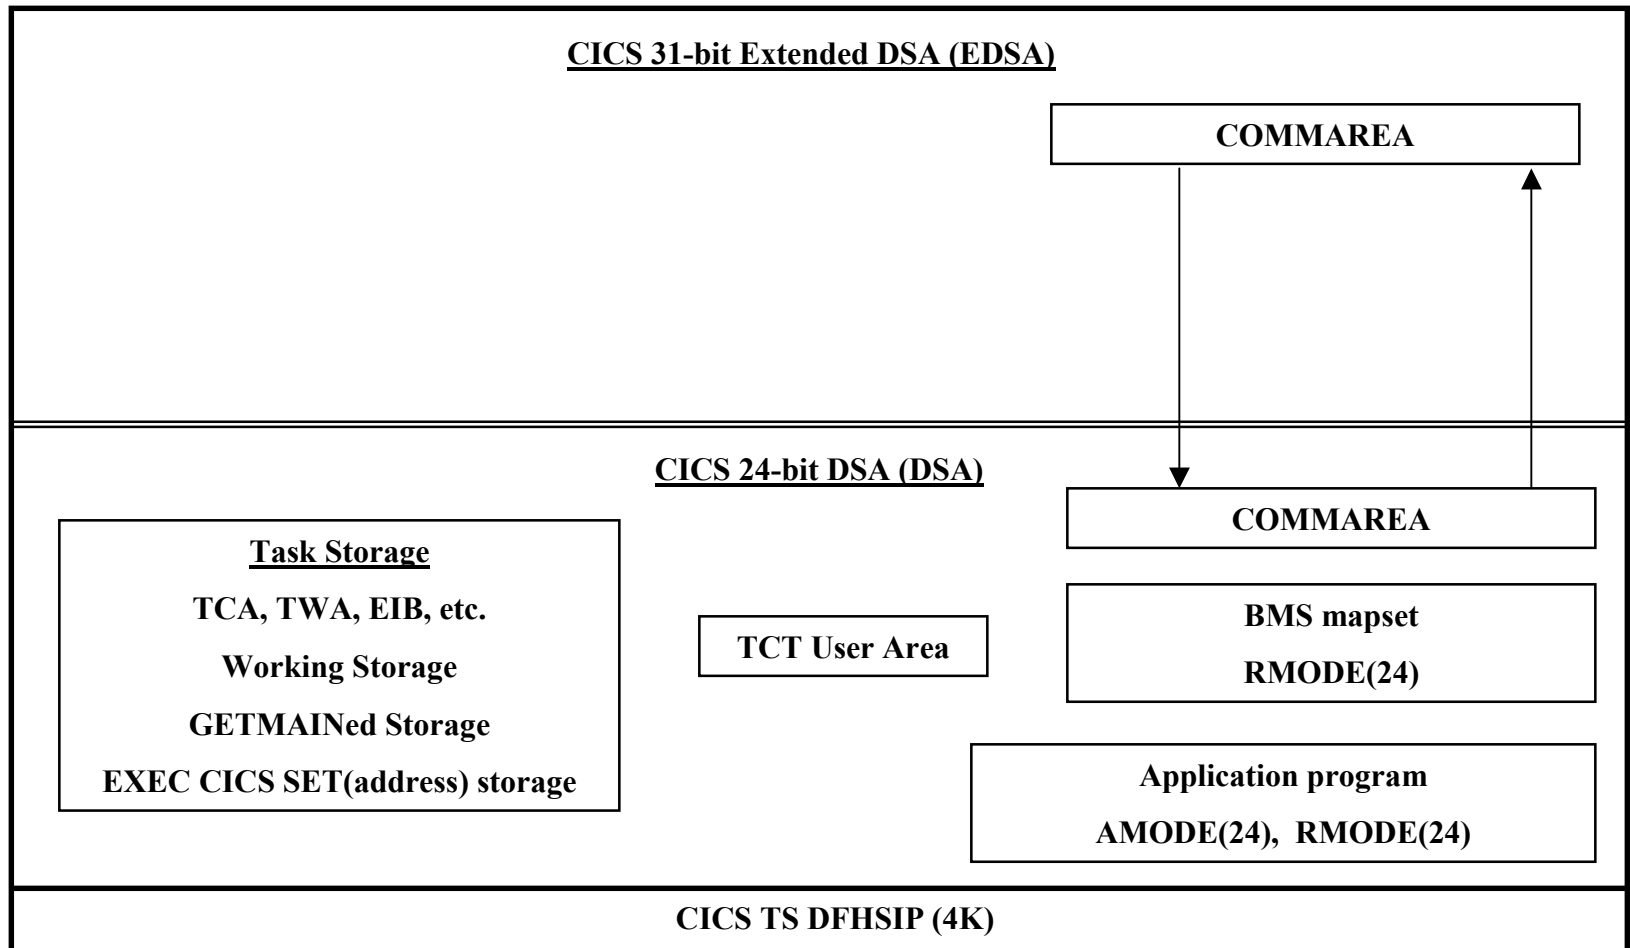 CICS 31-bit Extended DSA (EDSA)
COMMAREA
CICS 24-bit DSA (DSA)
COMMAREA
Task Storage
TCA, TWA, EIB, etc.
Working Storage
GETMAINed Storage
EXEC CICS SET(address) storage
TCT User Area
BMS mapset
RMODE(24)
Application program
AMODE(24), RMODE(24)
CICS TS DFHSIP (4K)